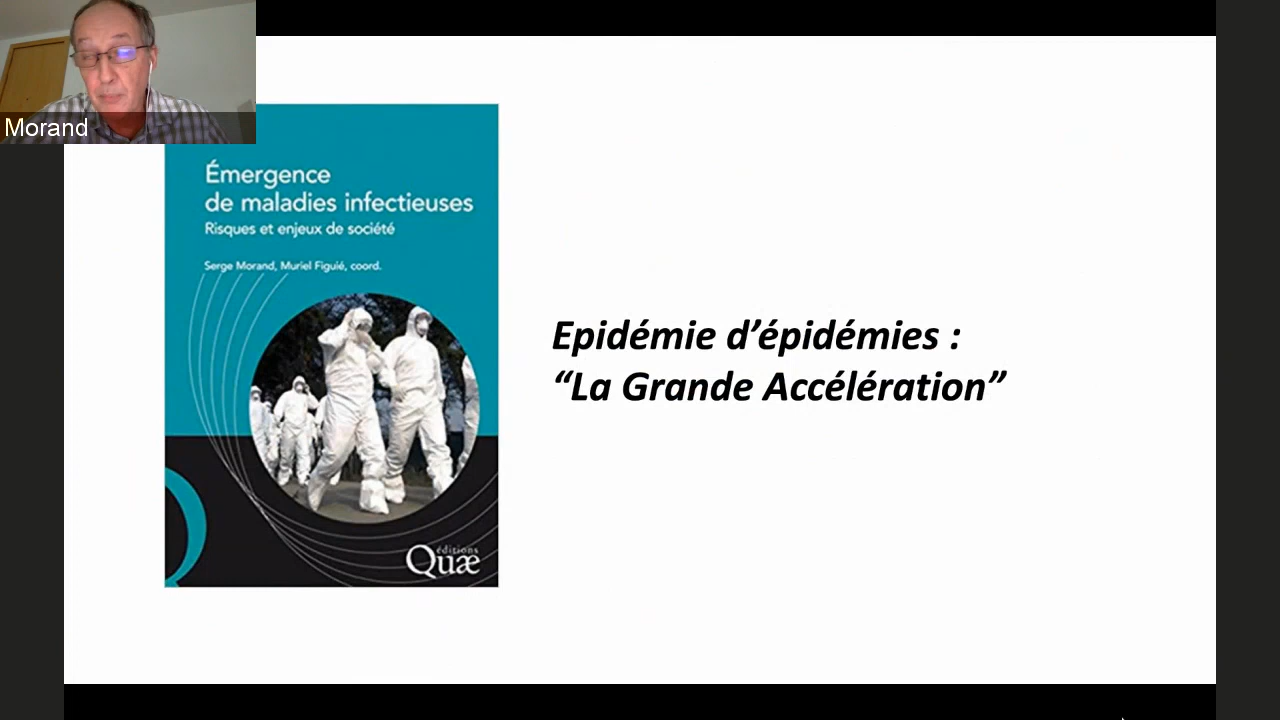 Morand
Émergence
de maladies infectieuses
Risques et enjeux de société
Serge Morand, Muriel Figuié, coord.
éditions
Quæ
Epidémie d’épidémies :
“La Grande Accélération”